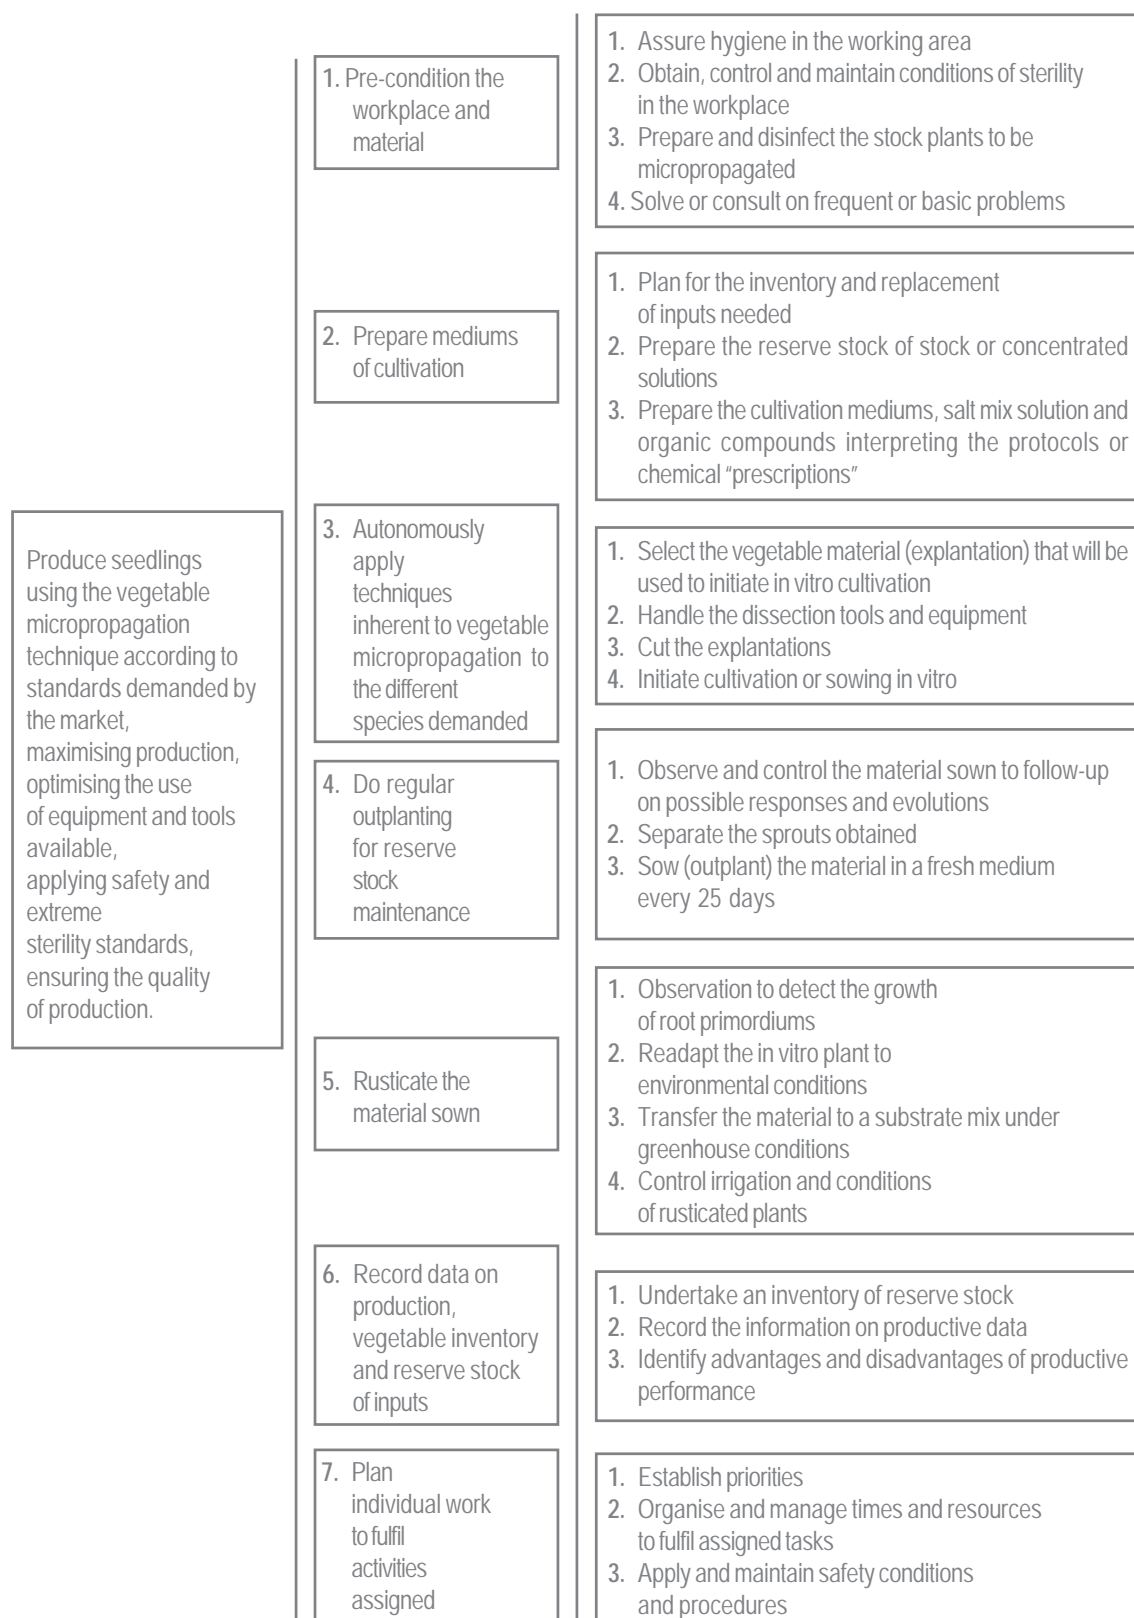 Produce seedlings
using the vegetable
micropropagation
technique according to
standards demanded by
the market,
maximising production,
optimising the use
of equipment and tools
available,
applying safety and
extreme
sterility standards,
ensuring the quality
of production.
1. Pre-condition the
workplace and
material
1. Assure hygiene in the working area
2. Obtain, control and maintain conditions of sterility
in the workplace
3. Prepare and disinfect the stock plants to be
micropropagated
4. Solve or consult on frequent or basic problems
2. Prepare mediums
of cultivation
1. Plan for the inventory and replacement
of inputs needed
2. Prepare the reserve stock of stock or concentrated
solutions
3. Prepare the cultivation mediums, salt mix solution and
organic compounds interpreting the protocols or
chemical “prescriptions”
3. Autonomously
apply
techniques
inherent to vegetable
micropropagation to
the different
species demanded
1. Select the vegetable material (explantation) that will be
used to initiate in vitro cultivation
2. Handle the dissection tools and equipment
3. Cut the explantations
4. Initiate cultivation or sowing in vitro
4. Do regular
outplanting
for reserve
stock
maintenance
1. Observe and control the material sown to follow-up
on possible responses and evolutions
2. Separate the sprouts obtained
3. Sow (outplant) the material in a fresh medium
every 25 days
5. Rusticate the
material sown
1. Observation to detect the growth
of root primordiums
2. Readapt the in vitro plant to
environmental conditions
3. Transfer the material to a substrate mix under
greenhouse conditions
4. Control irrigation and conditions
of rusticated plants
6. Record data on
production,
vegetable inventory
and reserve stock
of inputs
1. Undertake an inventory of reserve stock
2. Record the information on productive data
3. Identify advantages and disadvantages of productive
performance
7. Plan
individual work
to fulfil
activities
assigned
1. Establish priorities
2. Organise and manage times and resources
to fulfil assigned tasks
3. Apply and maintain safety conditions
and procedures